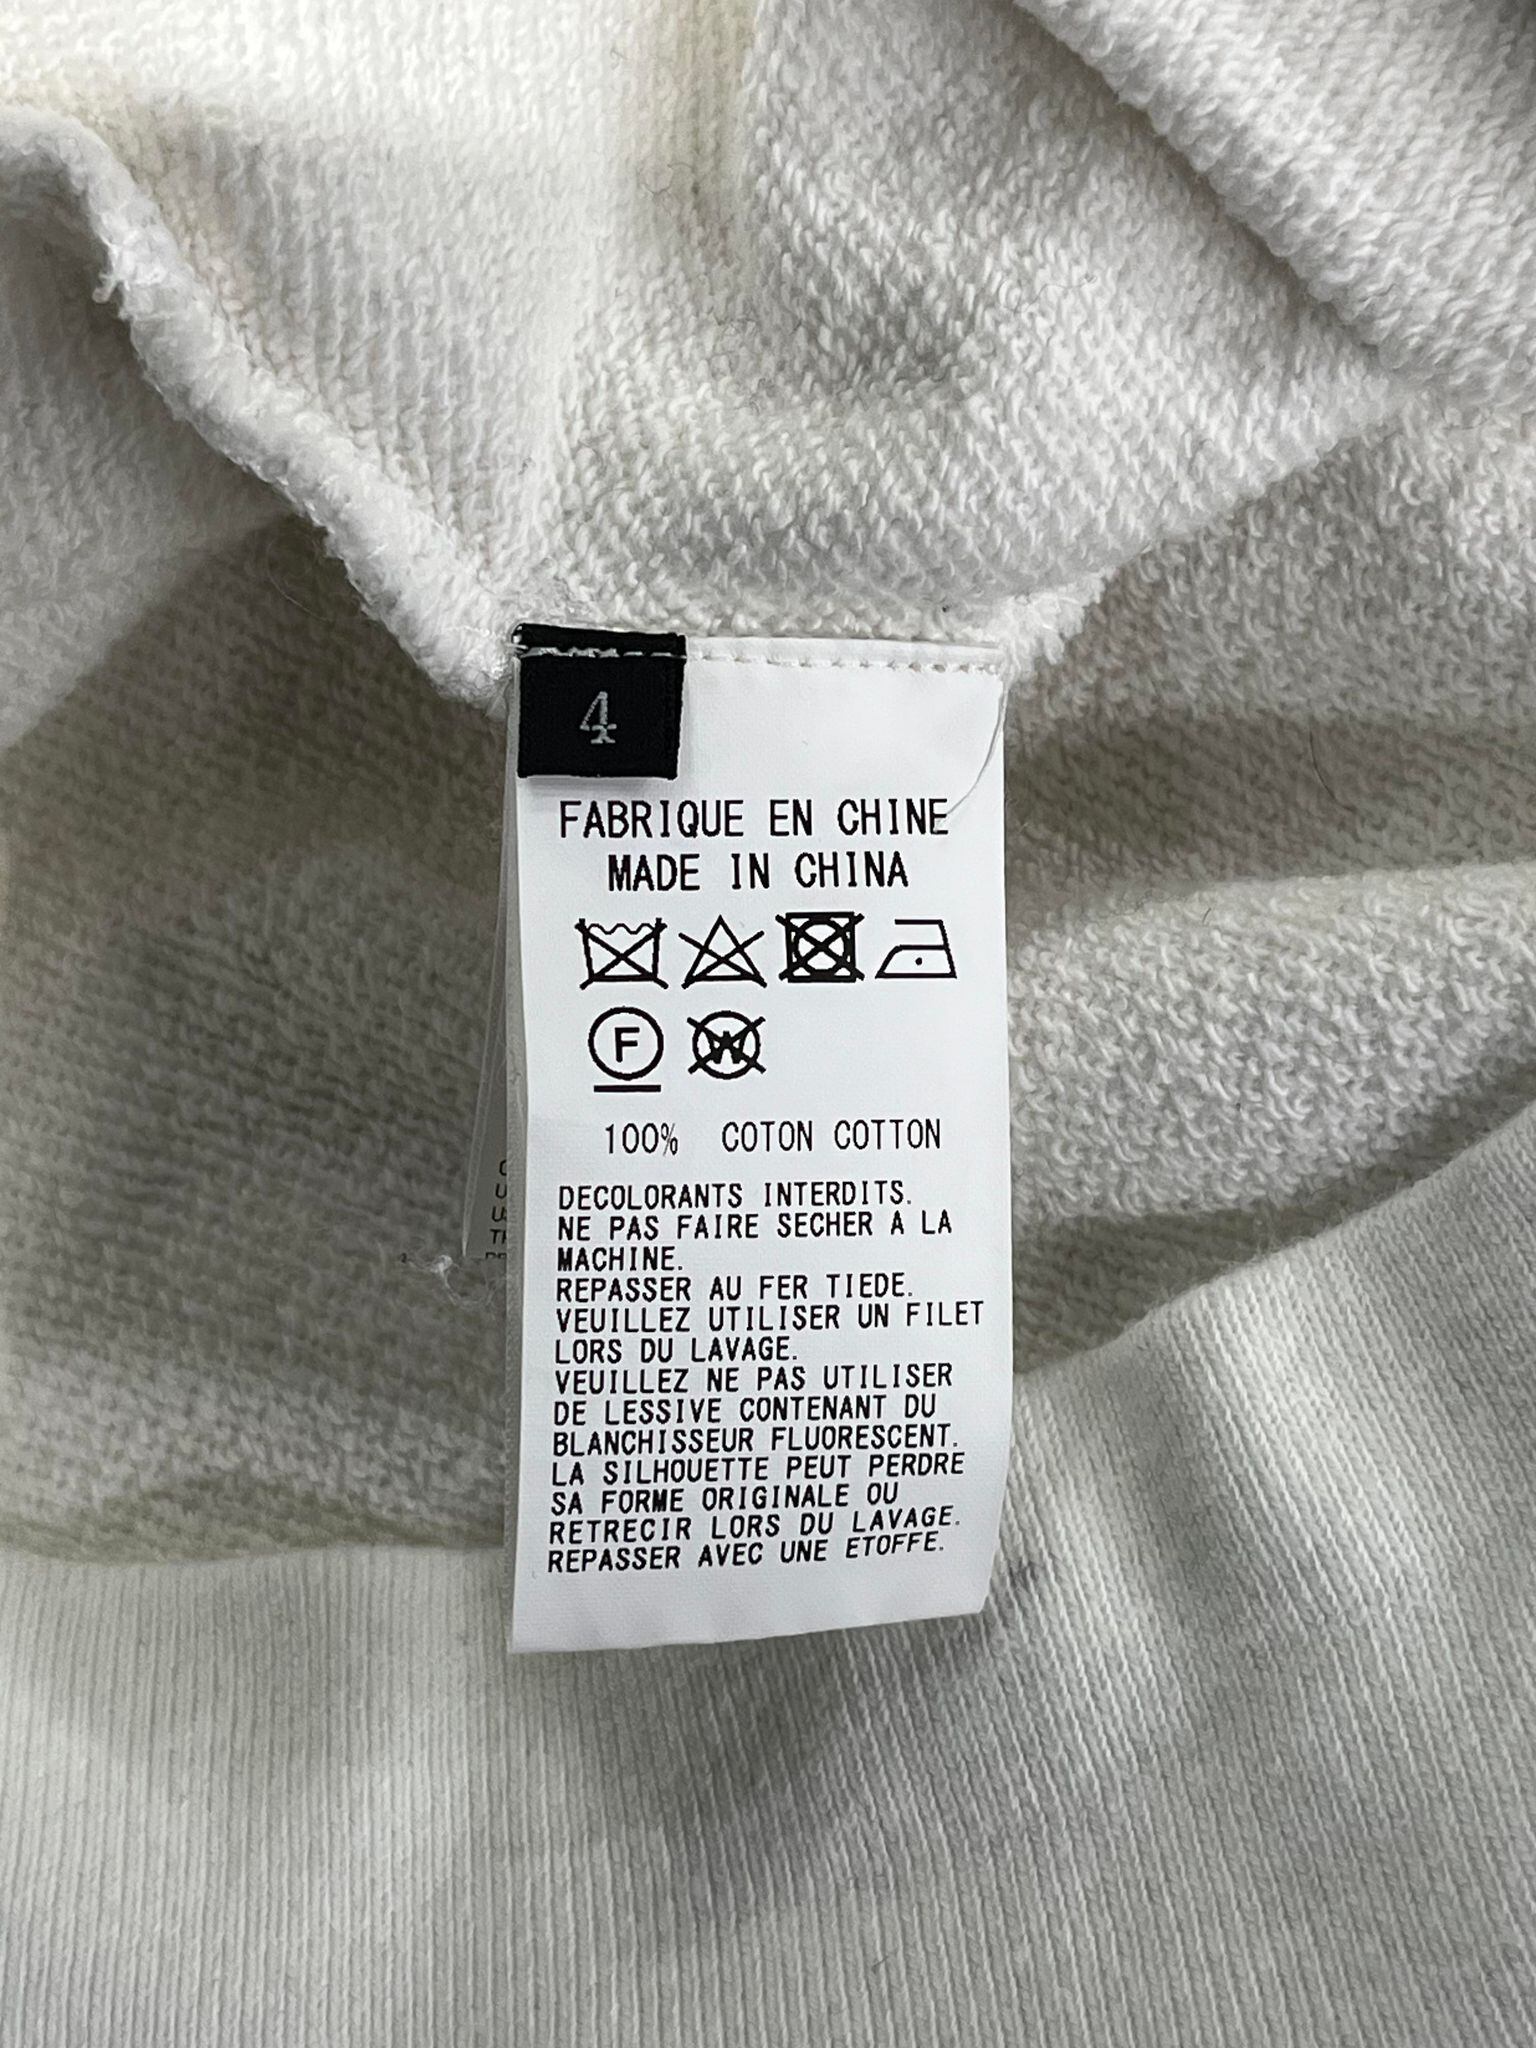 4
FABRIQUE EN CHINE
MADE IN CHINA
F W
100% COTON COTTON
DECOLORANTS INTERDITS.
NE PAS FAIRE SECHER A LA
MACHINE.
REPASSER AU FER TIEDE.
VEUILLEZ UTILISER UN FILET
LORS DU LAVAGE.
VEUILLEZ NE PAS UTILISER
DE LESSIVE CONTENANT DU
BLANCHISSEUR FLUORESCENT.
LA SILHOUETTE PEUT PERDRE
SA FORME ORIGINALE OU
RETRECIR LORS DU LAVAGE.
REPASSER AVEC UNE ETOFFE.